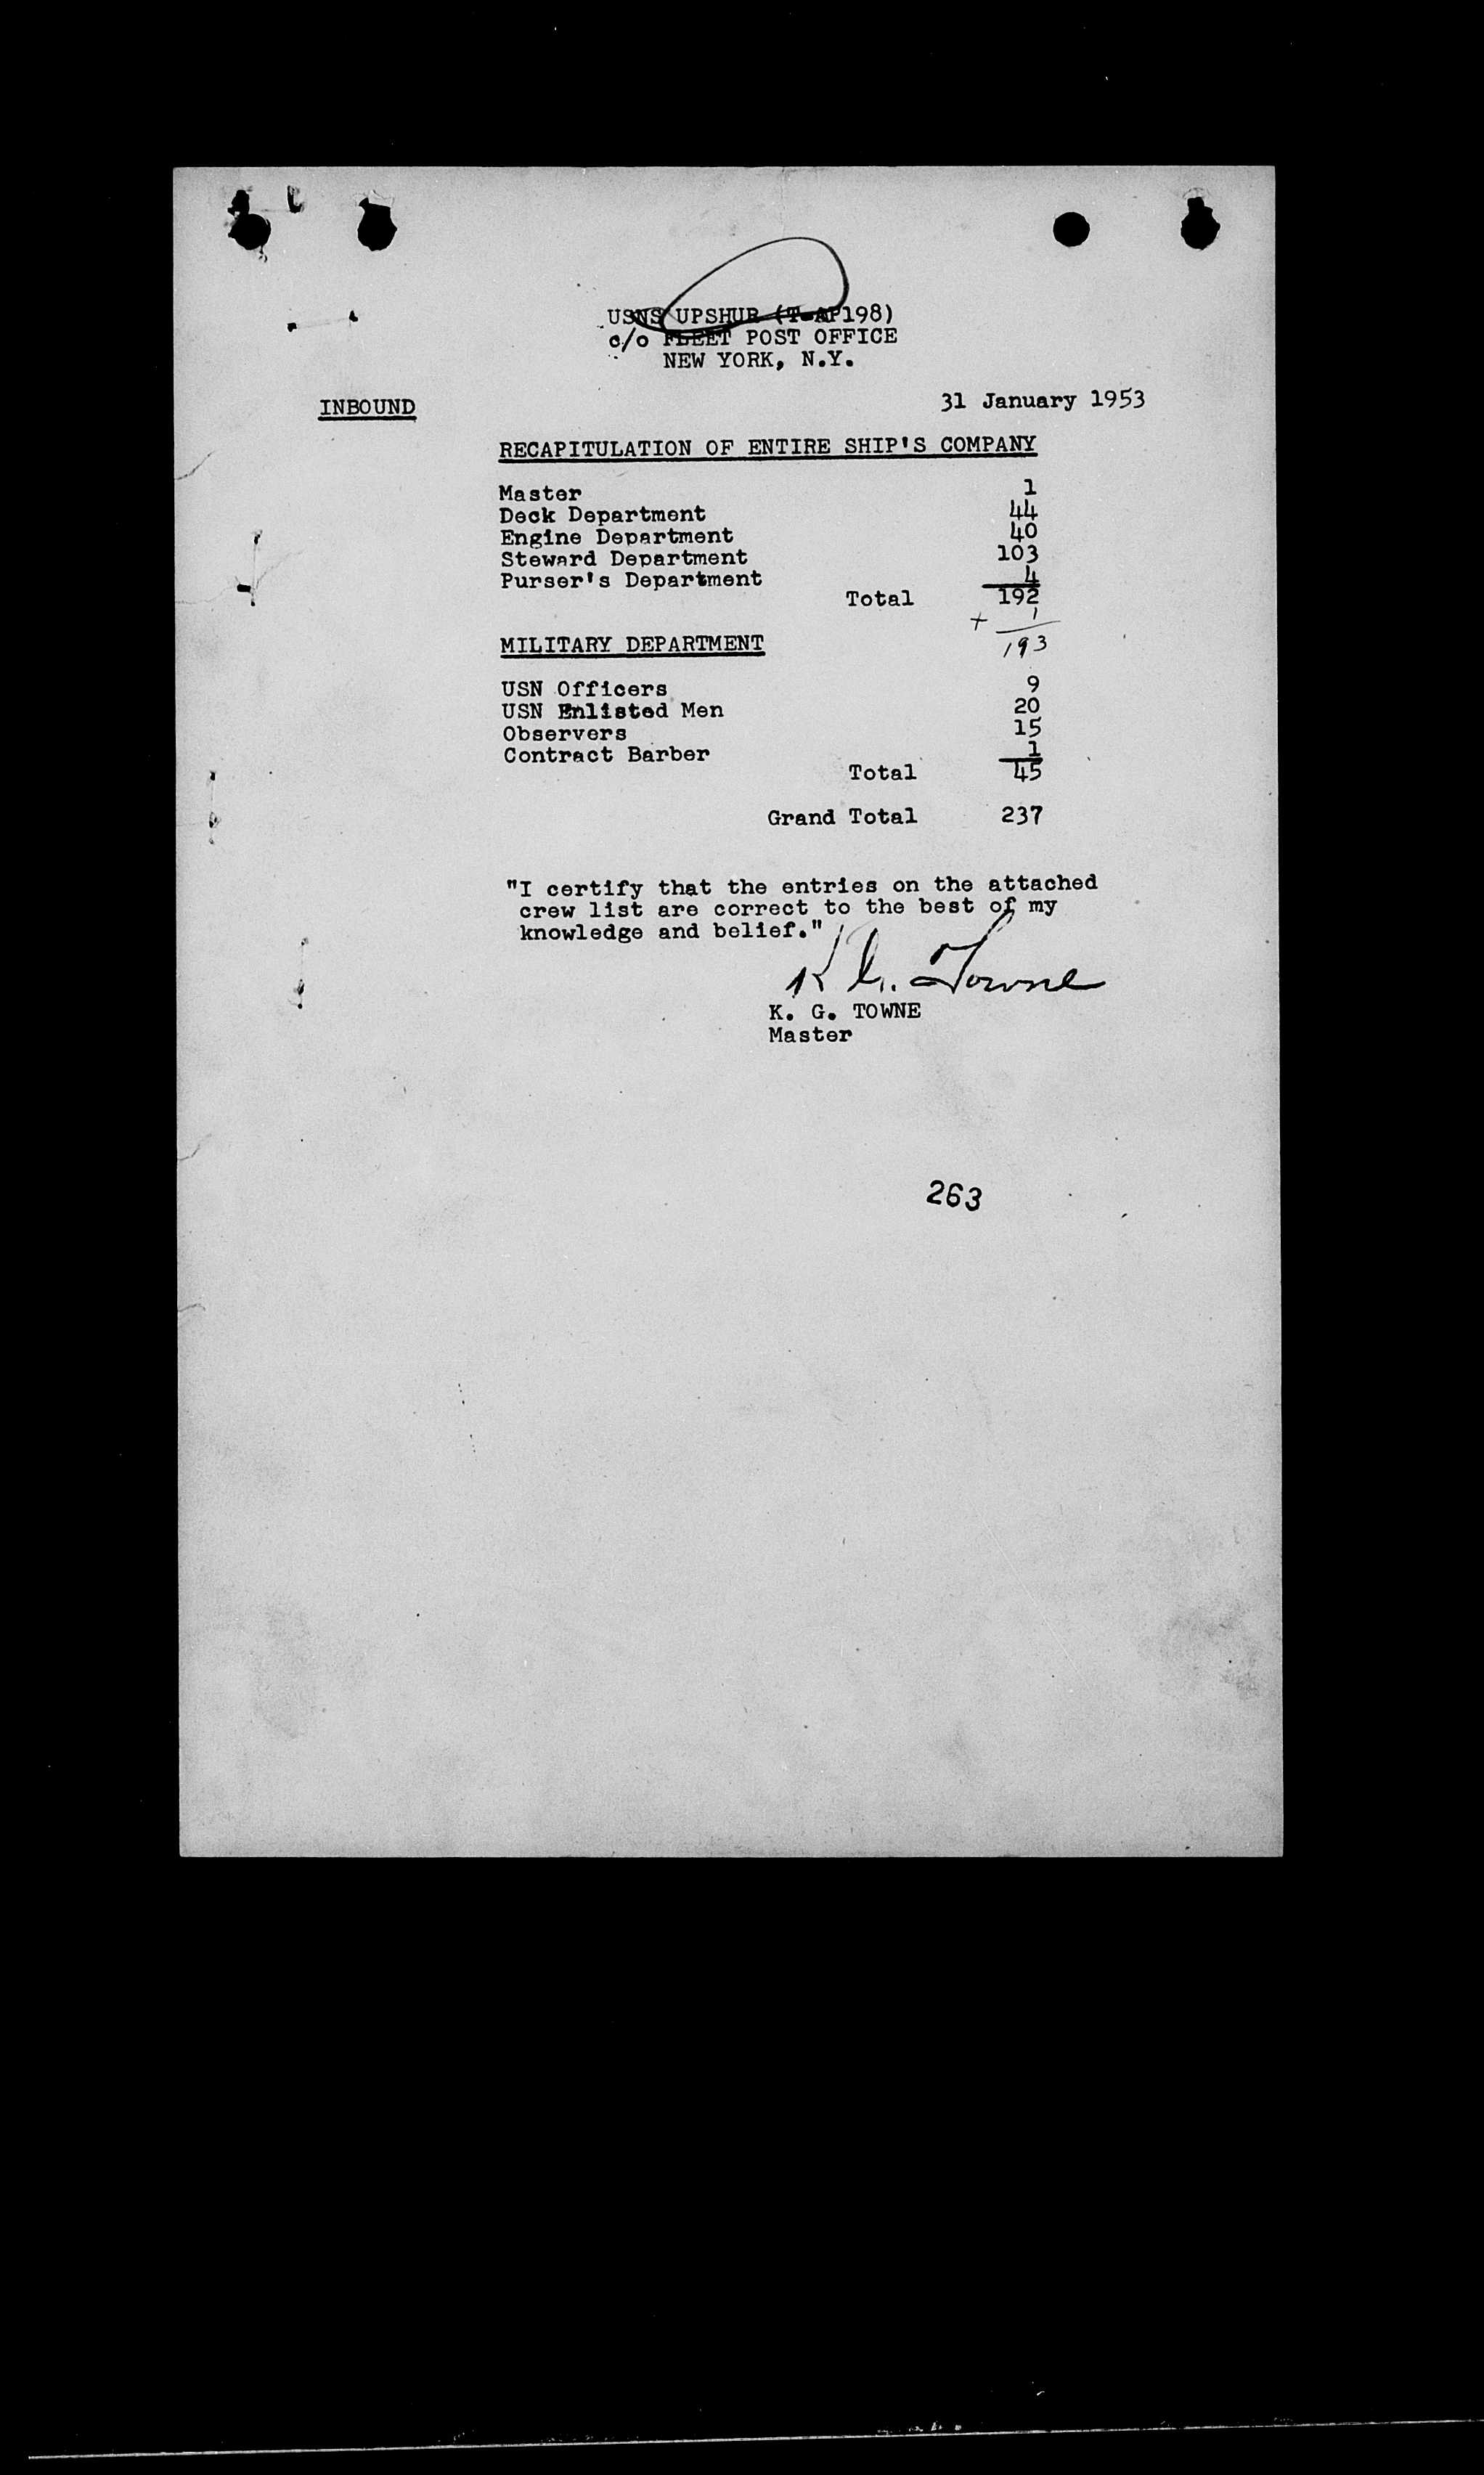 USNS UPSHUR (T-AP198)
c/o FLEET POST OFFICE
NEW YORK, N.Y.
INBOUND
31 January 1953
RECAPITULATION OF ENTIRE SHIP'S COMPANY
Master 1
Deck Department 44
Engine Department 40
Steward Department 103
Purser's Department 4
Total 192
+ 1
193
MILITARY DEPARTMENT
USN Officers 9
USN Enlisted Men 20
Observers 15
Contract Barber 1
Total 45
Grand Total 237
"I certify that the entries on the attached
crew list are correct to the best of my
knowledge and belief."
K. G. Towne
K. G. TOWNE
Master
263